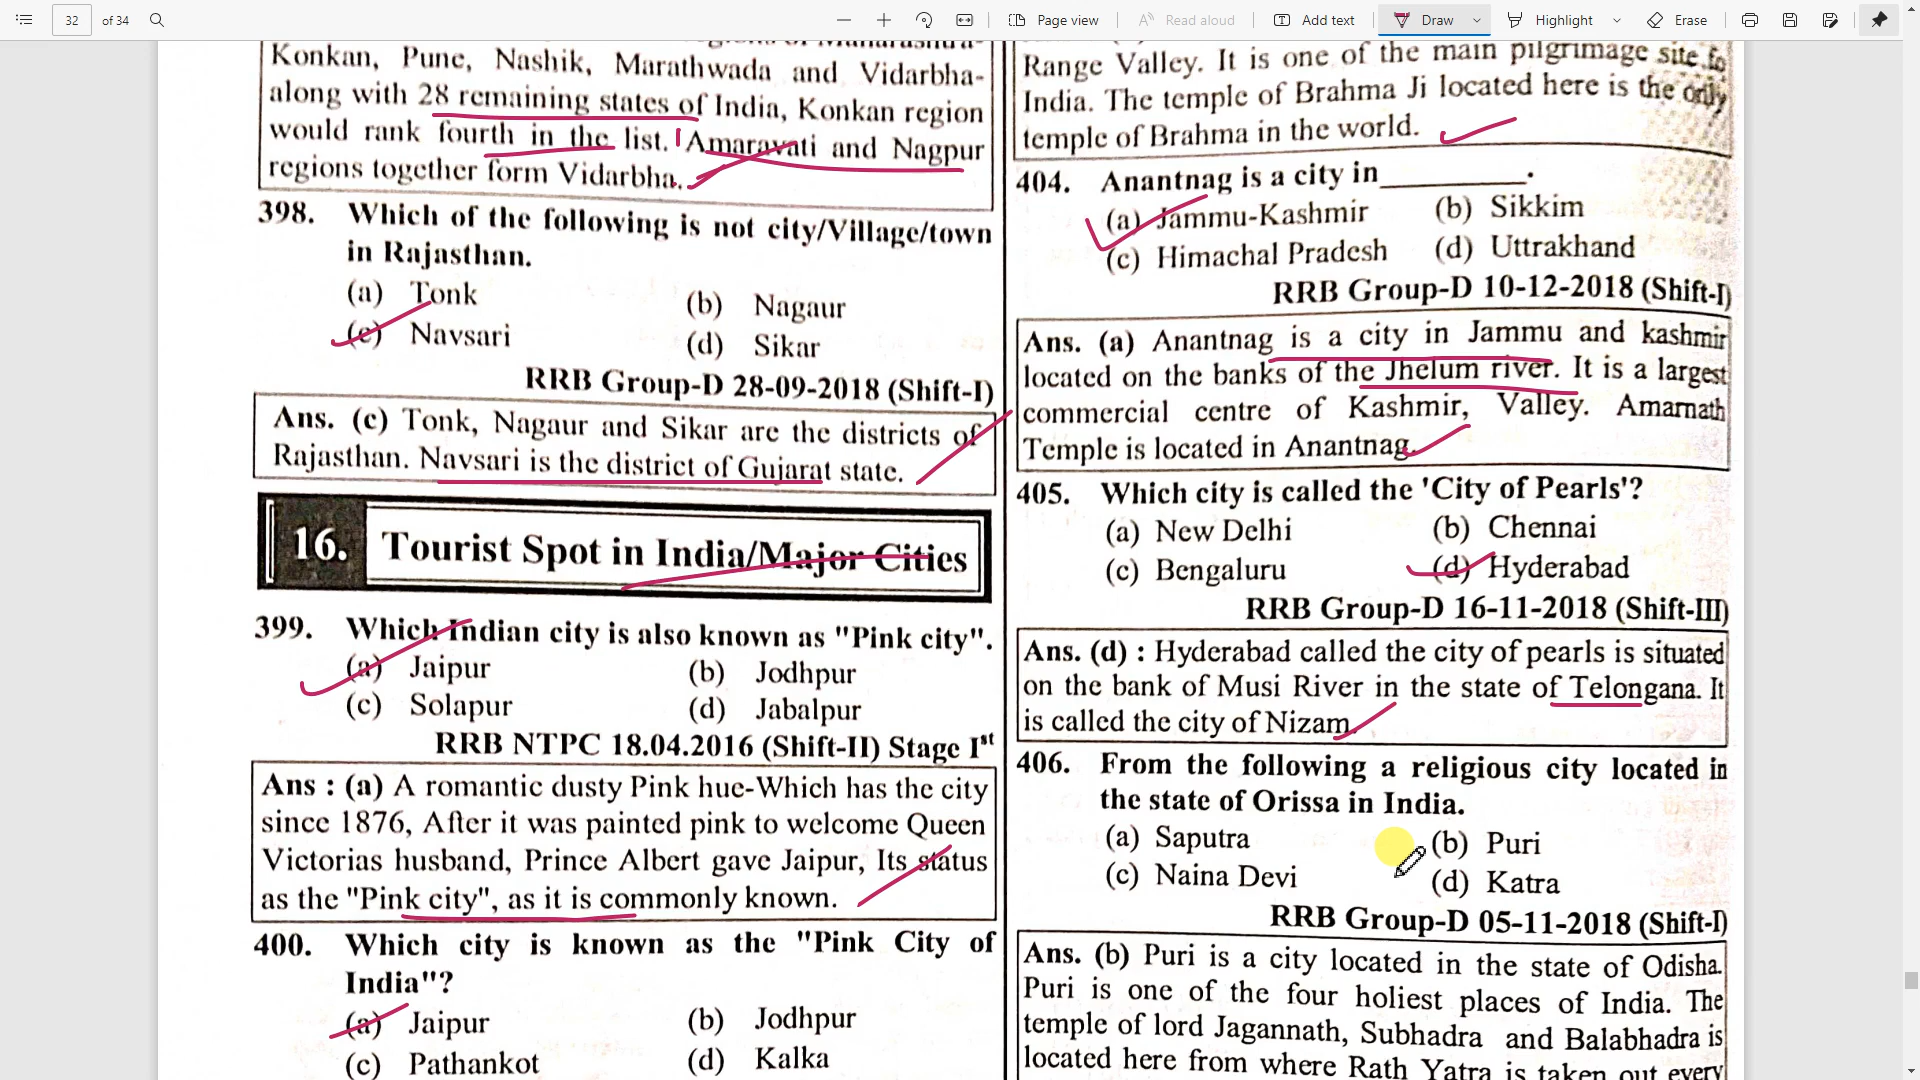 32 of 34
Page view
Read aloud
Add text
Draw
Highlight
Erase
Konkan, Pune, Nashik, Marathwada and Vidarbha-
along with 28 remaining states of India, Konkan region
would rank fourth in the list. Amaravati and Nagpur
regions together form Vidarbha.
398. Which of the following is not city/Village/town
in Rajasthan.
(a) Tonk (b) Nagaur
(c) Navsari (d) Sikar
RRB Group-D 28-09-2018 (Shift-I)
Ans. (c) Tonk, Nagaur and Sikar are the districts of
Rajasthan. Navsari is the district of Gujarat state.
16. Tourist Spot in India/Major Cities
399. Which Indian city is also known as "Pink city".
(a) Jaipur (b) Jodhpur
(c) Solapur (d) Jabalpur
RRB NTPC 18.04.2016 (Shift-II) Stage Ist
Ans : (a) A romantic dusty Pink hue-Which has the city
since 1876, After it was painted pink to welcome Queen
Victorias husband, Prince Albert gave Jaipur, Its status
as the "Pink city", as it is commonly known.
400. Which city is known as the "Pink City of
India"?
(a) Jaipur (b) Jodhpur
(c) Pathankot (d) Kalka
Range Valley. It is one of the main pilgrimage site fo
India. The temple of Brahma Ji located here is the only
temple of Brahma in the world.
404. Anantnag is a city in_________.
(a) Jammu-Kashmir (b) Sikkim
(c) Himachal Pradesh (d) Uttrakhand
RRB Group-D 10-12-2018 (Shift-I)
Ans. (a) Anantnag is a city in Jammu and kashmir
located on the banks of the Jhelum river. It is a largest
commercial centre of Kashmir, Valley. Amarnath
Temple is located in Anantnag.
405. Which city is called the 'City of Pearls'?
(a) New Delhi (b) Chennai
(c) Bengaluru (d) Hyderabad
RRB Group-D 16-11-2018 (Shift-III)
Ans. (d) : Hyderabad called the city of pearls is situated
on the bank of Musi River in the state of Telongana. It
is called the city of Nizam.
406. From the following a religious city located in
the state of Orissa in India.
(a) Saputra (b) Puri
(c) Naina Devi (d) Katra
RRB Group-D 05-11-2018 (Shift-I)
Ans. (b) Puri is a city located in the state of Odisha.
Puri is one of the four holiest places of India. The
temple of lord Jagannath, Subhadra and Balabhadra is
located here from where Rath Yatra is taken out every